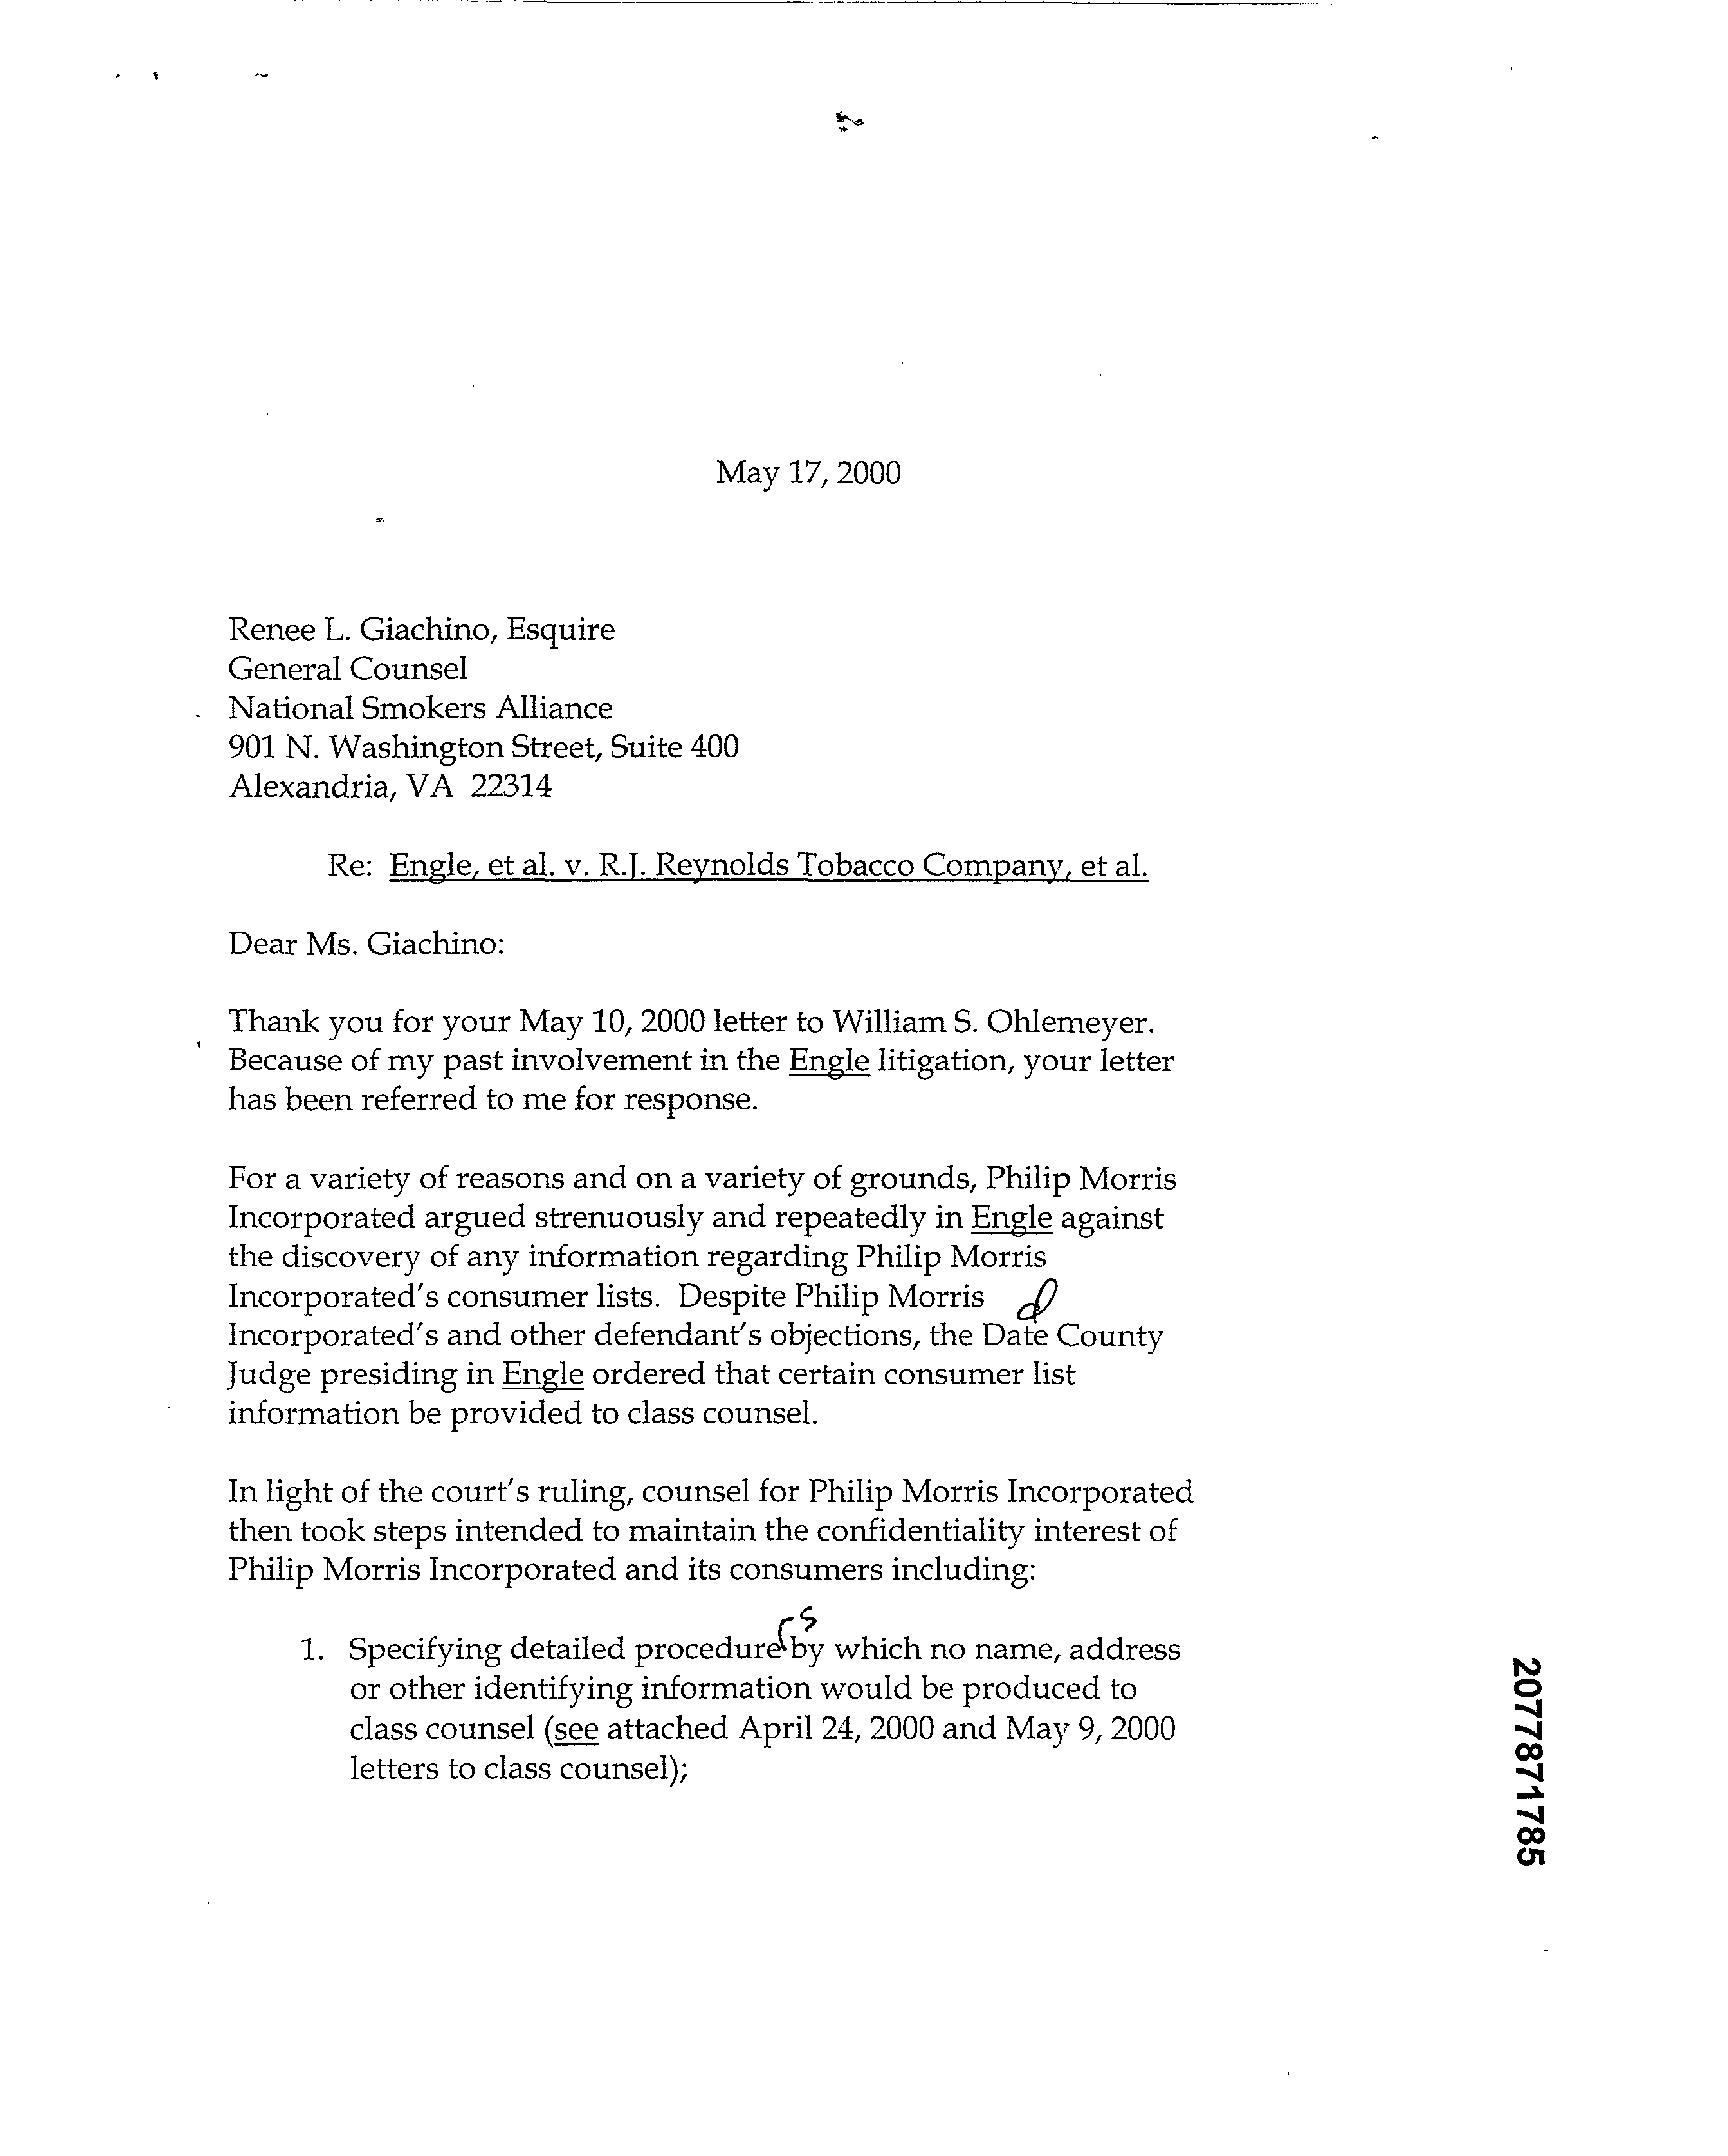 May 17, 2000
Renee L. Giachino, Esquire
General Counsel
National Smokers Alliance
901 N. Washington Street, Suite 400
Alexandria, VA 22314
Re: Engle, et al. v. R.J. Reynolds Tobacco Company, et al.
Dear Ms. Giachino:
Thank you for your May 10, 2000 letter to William S. Ohlemeyer.
Because of my past involvement in the Engle litigation, your letter
has been referred to me for response.
For a variety of reasons and on a variety of grounds, Philip Morris
Incorporated argued strenuously and repeatedly in Engle against
the discovery of any information regarding Philip Morris
Incorporated's consumer lists. Despite Philip Morris
d
Incorporated's and other defendant's objections, the Date County
Judge presiding in Engle ordered that certain consumer list
information be provided to class counsel.
In light of the court's ruling, counsel for Philip Morris Incorporated
then took steps intended to maintain the confidentiality interest of
Philip Morris Incorporated and its consumers including:
s
1. Specifying detailed procedure by which no name, address
or other identifying information would be produced to
class counsel (see attached April 24, 2000 and May 9, 2000
letters to class counsel);
2077871785